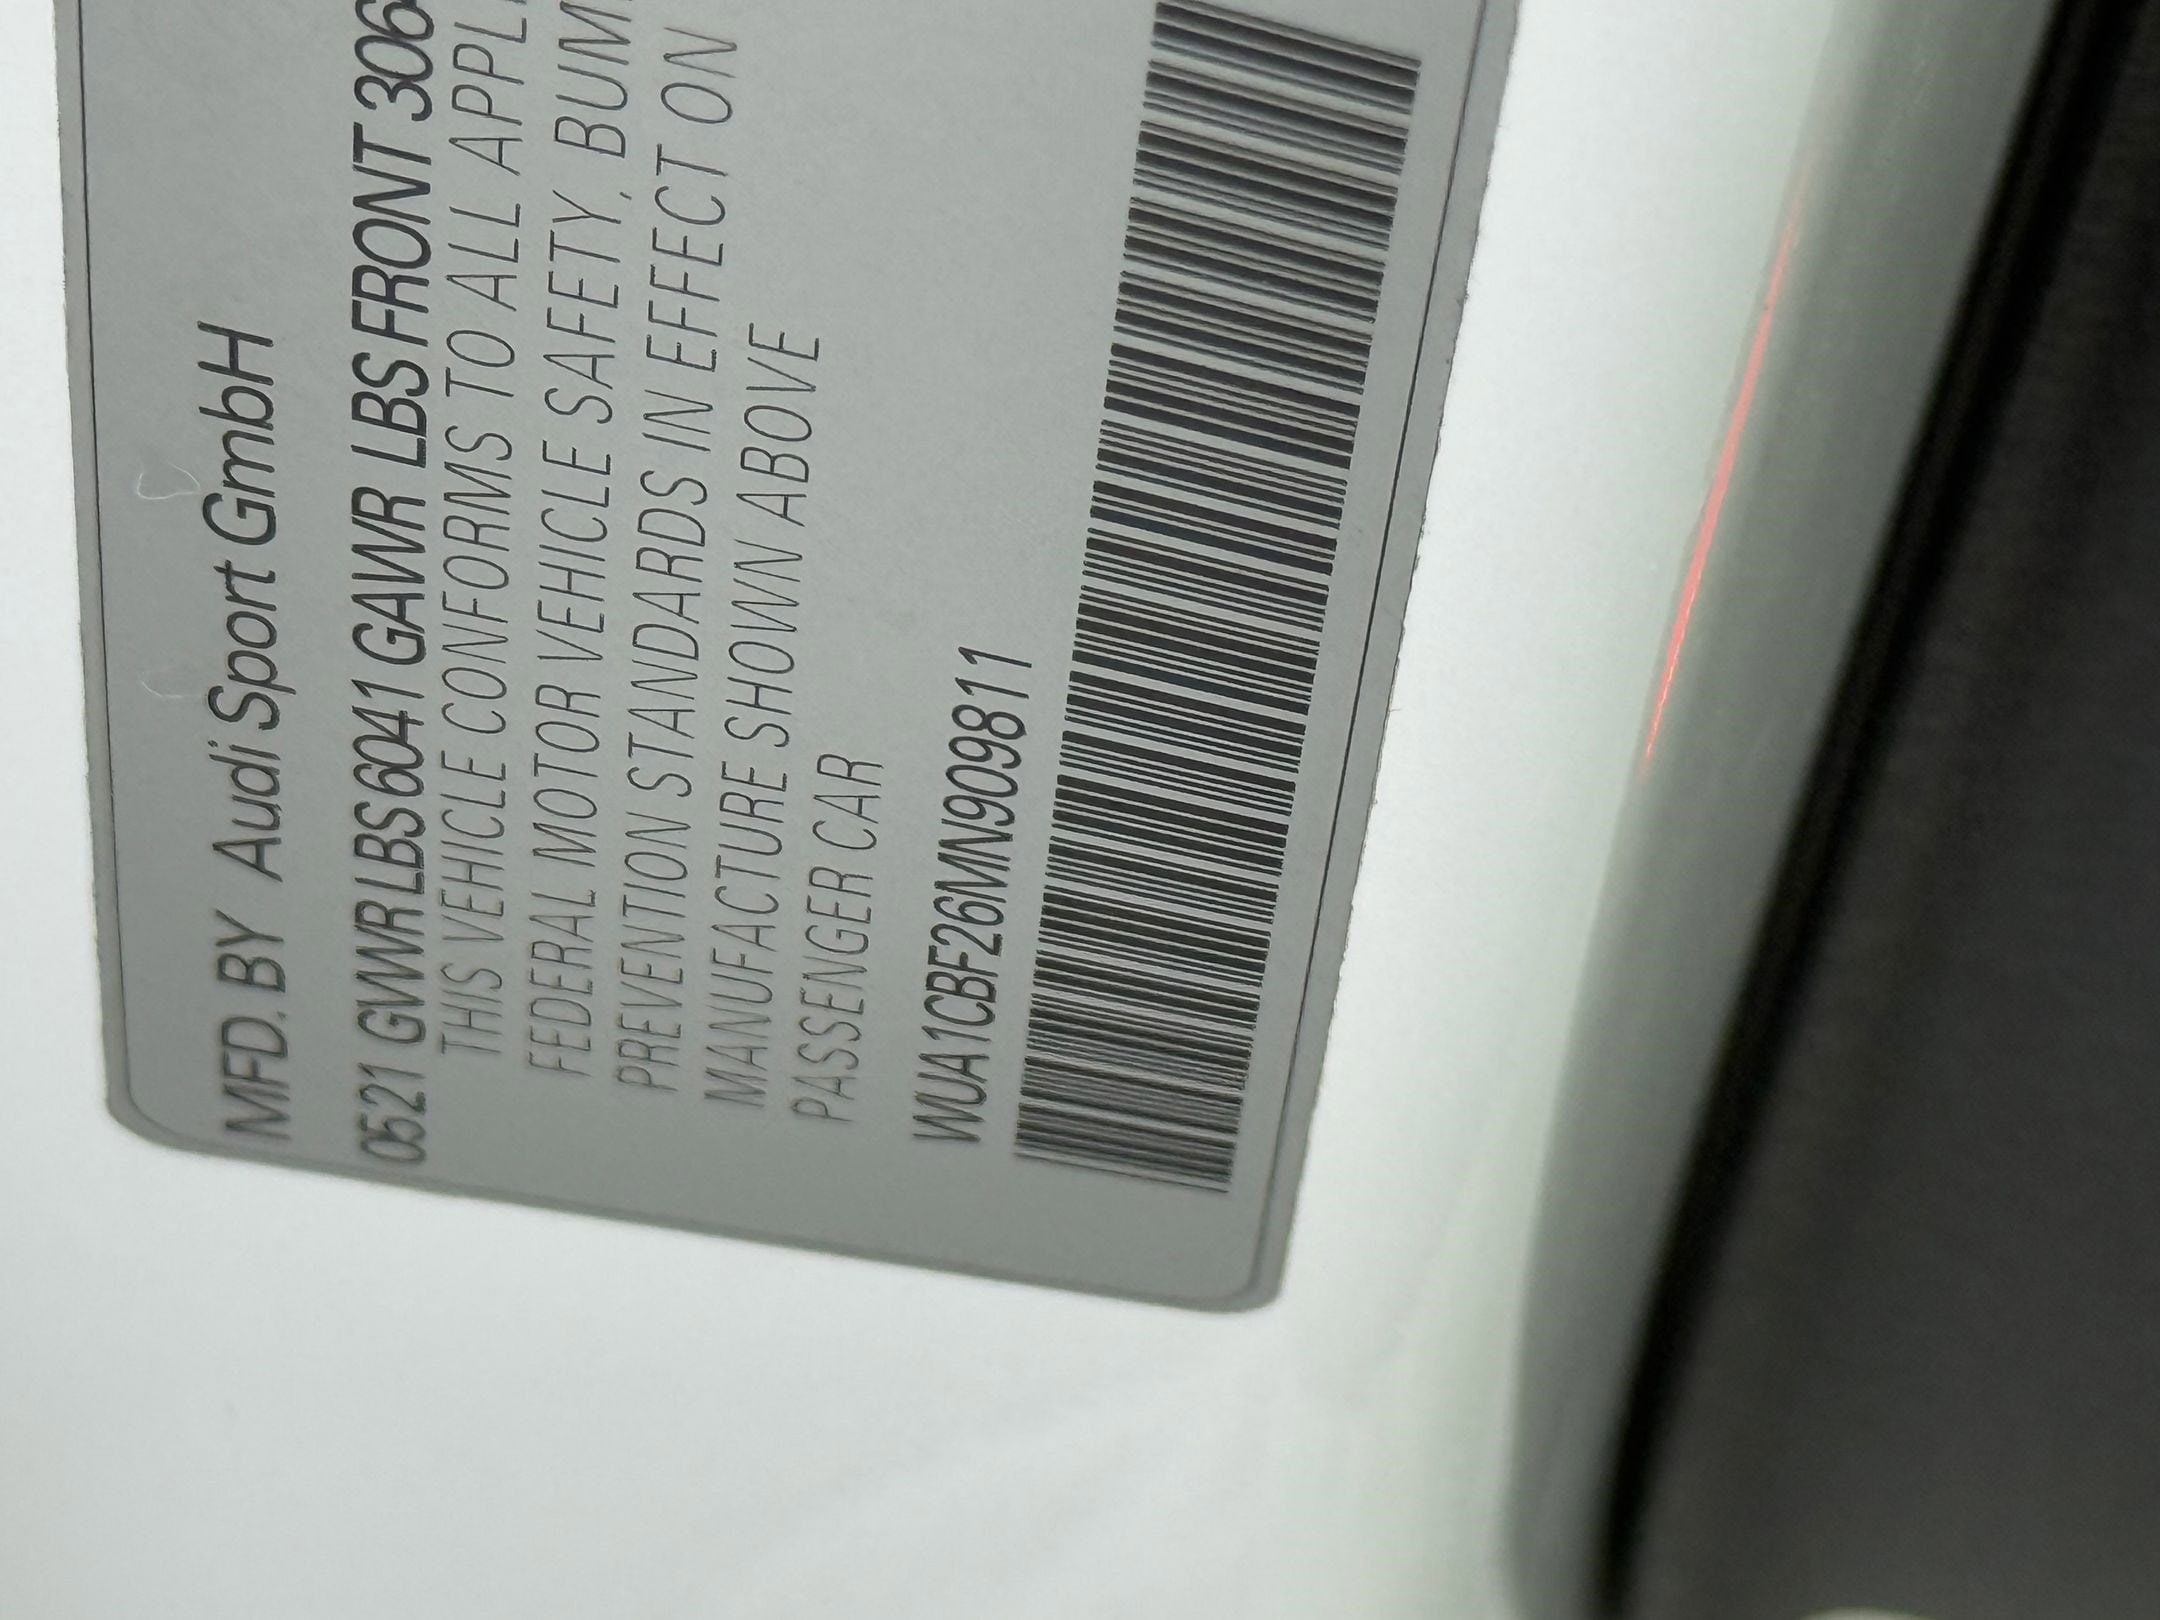 MFD. BY Audi Sport GmbH
0521 GVWR LBS 6041 GAWR LBS FRONT 306
THIS VEHICLE CONFORMS TO ALL APPLI
FEDERAL MOTOR VEHICLE SAFETY, BUM
PREVENTION STANDARDS IN EFFECT ON
MANUFACTURE SHOWN ABOVE
PASSENGER CAR
WUA1CBF26MN909811